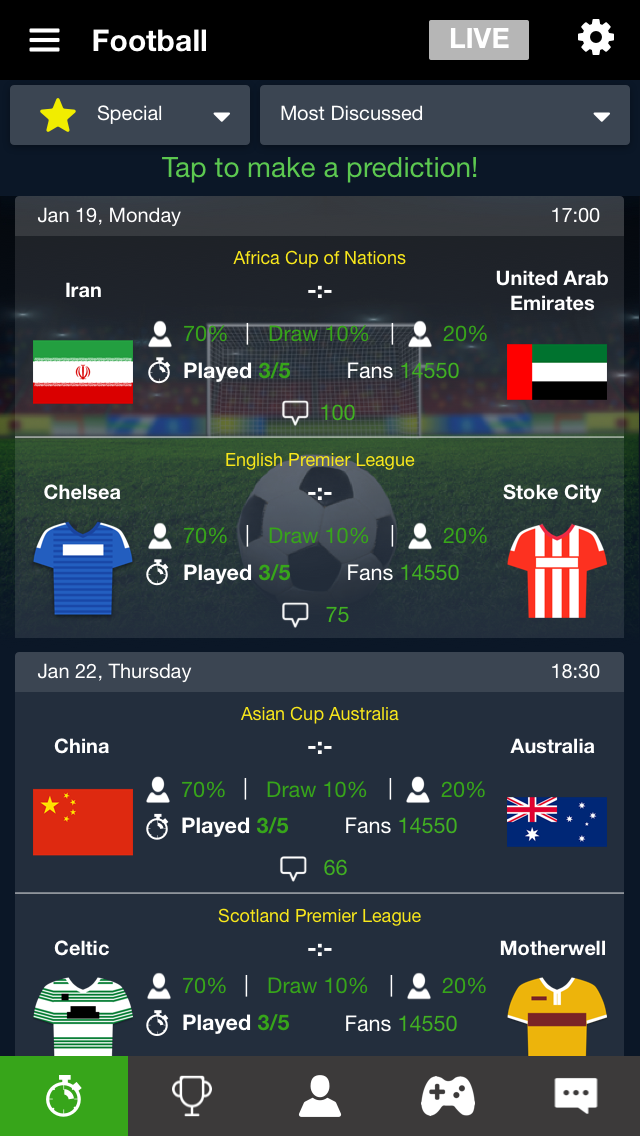 Football
LIVE
Special
Most Discussed
Tap to make a prediction!
Jan 19, Monday 17:00
Africa Cup of Nations
Iran -:- United Arab
Emirates
70% | Draw 10% | 20%
Played 3/5 Fans 14550
100
English Premier League
Chelsea -:- Stoke City
70% | Draw 10% | 20%
Played 3/5 Fans 14550
75
Jan 22, Thursday 18:30
Asian Cup Australia
China -:- Australia
70% | Draw 10% | 20%
Played 3/5 Fans 14550
66
Scotland Premier League
Celtic -:- Motherwell
70% | Draw 10% | 20%
Played 3/5 Fans 14550